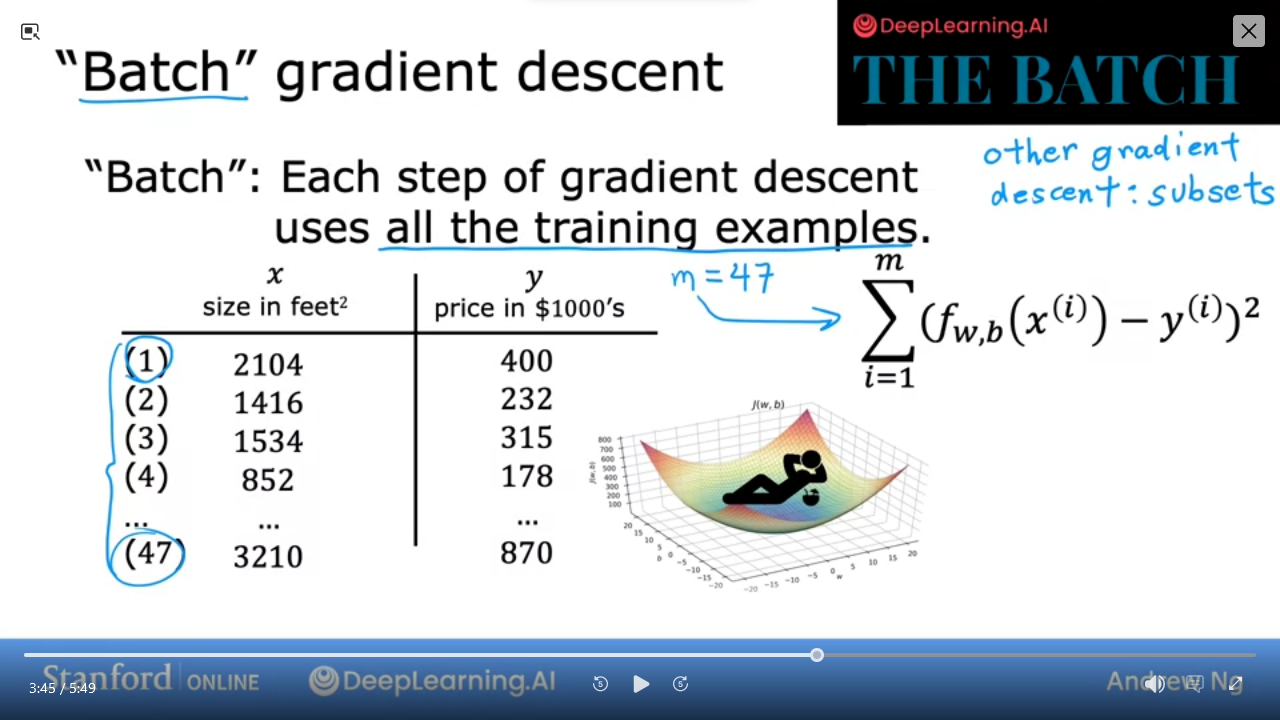 “Batch” gradient descent
DeepLearning.AI
THE BATCH
“Batch”: Each step of gradient descent
uses all the training examples.
other gradient
descent: subsets
x y
size in feet² price in $1000’s
m = 47
m
∑(f_{w,b}(x^{(i)}) − y^{(i)})²
i=1
(1) 2104 400
(2) 1416 232
(3) 1534 315
(4) 852 178
... ... ...
(47) 3210 870
J(w, b)
800
700
600
500
400
300
200
100
J(w, b)
20 15 10 5 0 −5 −10 −15 −20
b
−20 −15 −10 −5 0 5 10 15 20
w
Stanford | ONLINE DeepLearning.AI Andrew Ng
3:45 / 5:49 5 5